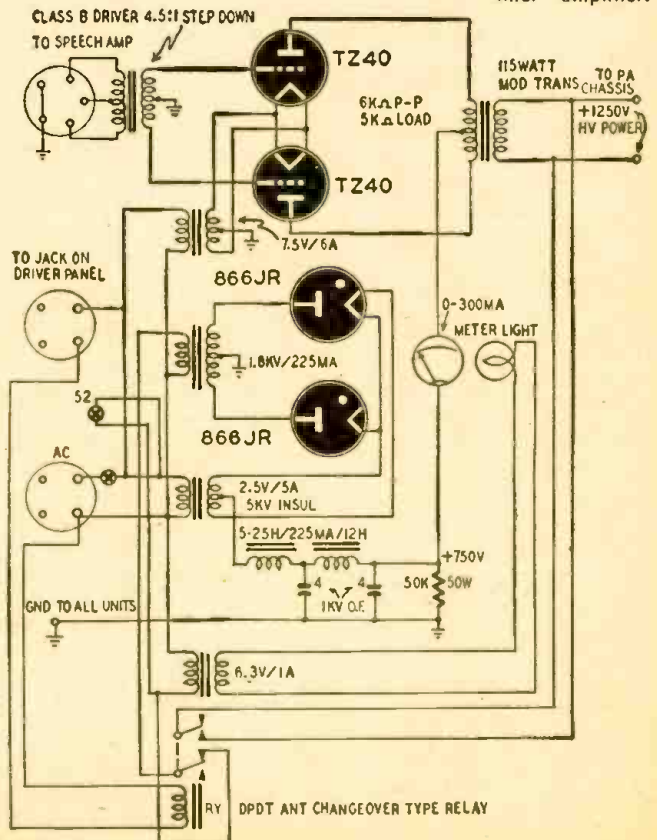 CLASS B DRIVER 4.5:1 STEP DOWN
TO SPEECH AMP
TZ40
115WATT
MOD TRANS
TO PA
CHASSIS
6KΩ P-P
5KΩ LOAD
+1250V
HV POWER
TZ40
7.5V/6A
TO JACK ON
DRIVER PANEL
866JR
0-300MA
METER LIGHT
1.8KV/225MA
S2
866JR
AC
2.5V/5A
5KV INSUL
5-25H/225MA/12H
+750V
4
4
50K
50W
1KV O.F.
GND TO ALL UNITS
6.3V/1A
RY
DPDT ANT CHANGEOVER TYPE RELAY